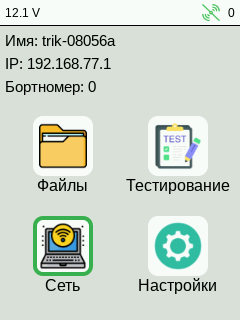 12.1 V 0
Имя: trik-08056a
IP: 192.168.77.1
Бортномер: 0
TEST
Файлы Тестирование
Сеть Настройки